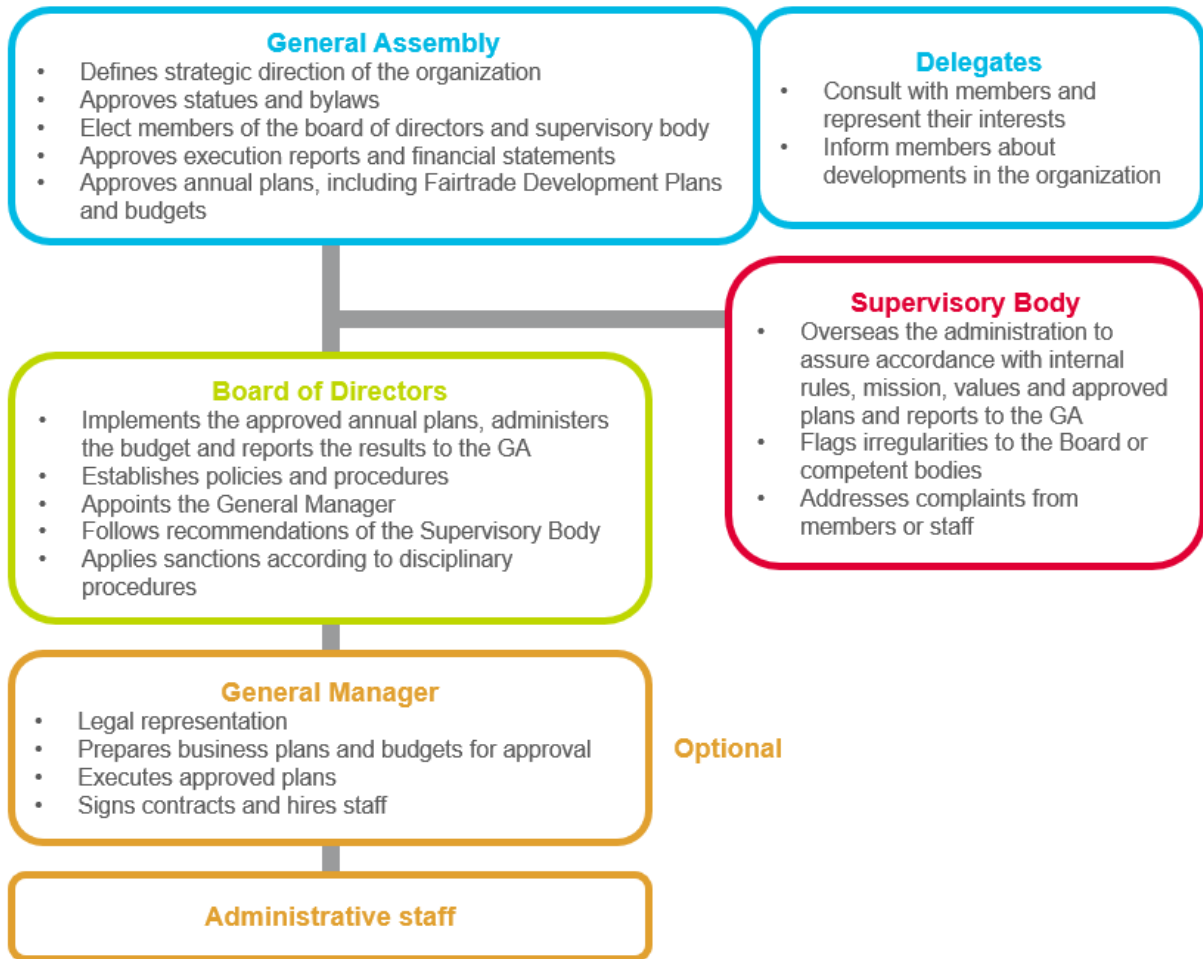 General Assembly
• Defines strategic direction of the organization
• Approves statues and bylaws
• Elect members of the board of directors and supervisory body
• Approves execution reports and financial statements
• Approves annual plans, including Fairtrade Development Plans
and budgets
Delegates
• Consult with members and
represent their interests
• Inform members about
developments in the organization
Supervisory Body
• Overseas the administration to
assure accordance with internal
rules, mission, values and approved
plans and reports to the GA
• Flags irregularities to the Board or
competent bodies
• Addresses complaints from
members or staff
Board of Directors
• Implements the approved annual plans, administers
the budget and reports the results to the GA
• Establishes policies and procedures
• Appoints the General Manager
• Follows recommendations of the Supervisory Body
• Applies sanctions according to disciplinary
procedures
General Manager
• Legal representation
• Prepares business plans and budgets for approval
• Executes approved plans
• Signs contracts and hires staff
Optional
Administrative staff